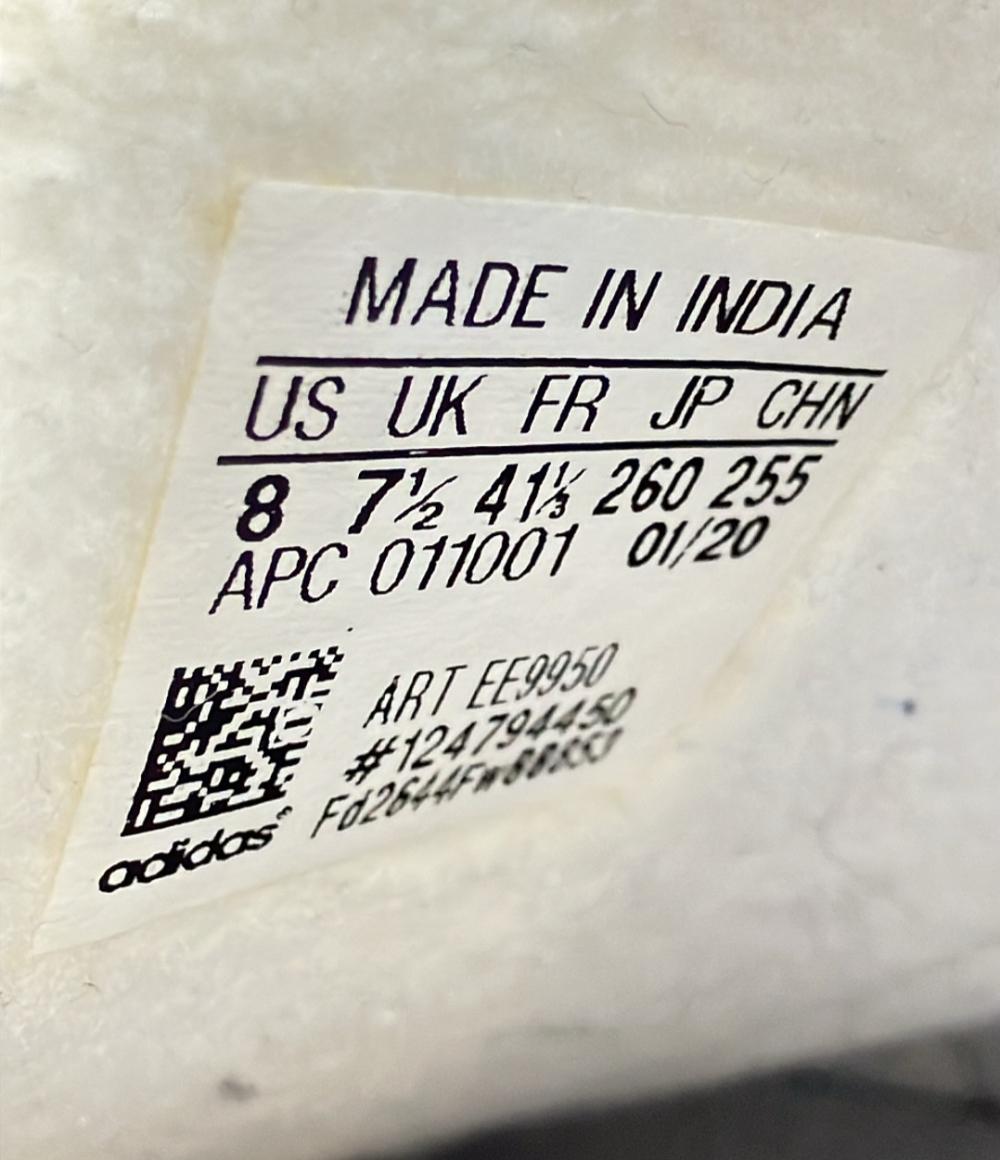 MADE IN INDIA
US UK FR JP CHN
8 7½ 41⅓ 260 255
APC 011001 01/20
ART EE9950
#124794450
adidas®